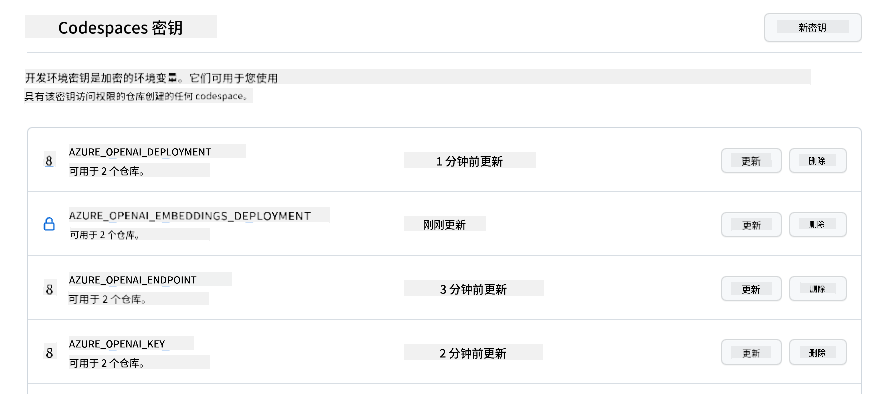 Codespaces 密钥
新密钥
开发环境密钥是加密的环境变量。它们可用于您使用
具有该密钥访问权限的仓库创建的任何 codespace。
8 AZURE_OPENAI_DEPLOYMENT 1 分钟前更新 更新 删除
可用于 2 个仓库。
AZURE_OPENAI_EMBEDDINGS_DEPLOYMENT 刚刚更新 更新 删除
可用于 2 个仓库。
8 AZURE_OPENAI_ENDPOINT 3 分钟前更新 更新 删除
可用于 2 个仓库。
8 AZURE_OPENAI_KEY 2 分钟前更新 更新 删除
可用于 2 个仓库。